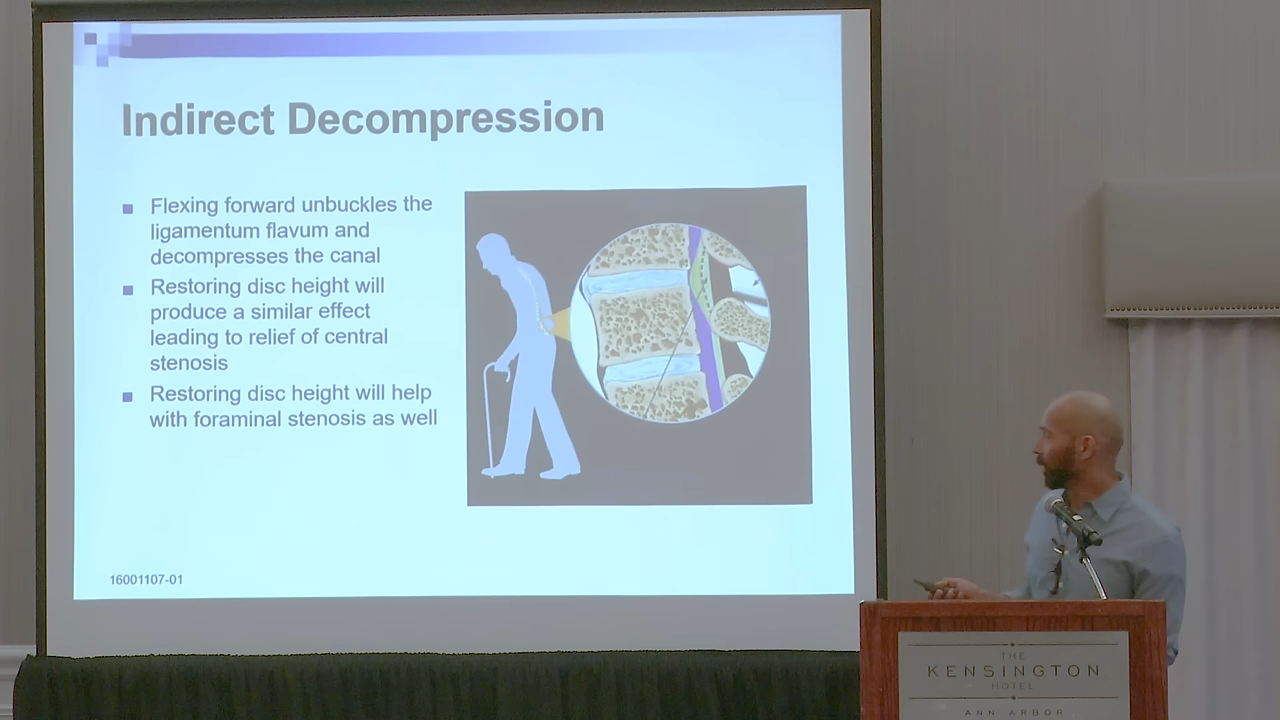 Indirect Decompression
Flexing forward unbuckles the
ligamentum flavum and
decompresses the canal
Restoring disc height will
produce a similar effect
leading to relief of central
stenosis
Restoring disc height will help
with foraminal stenosis as well
16001107-01
THE
KENSINGTON
HOTEL
ANN ARBOR